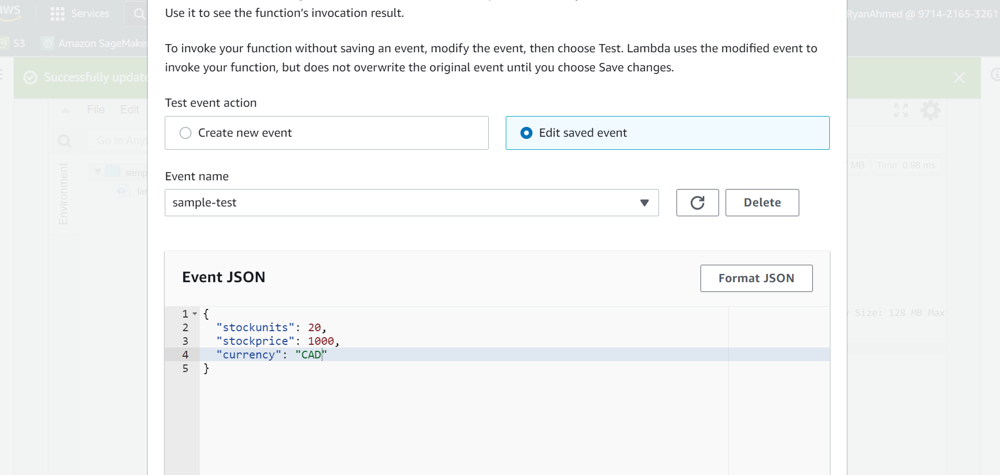 aws
Services
RyanAhmed @ 9714-2165-3261
S3
Amazon SageMaker
Successfully update
File Edit
Go to Anyt
Environment
samp
lar
MB Time: 0.98 ms
Size: 128 MB Max
Use it to see the function’s invocation result.
To invoke your function without saving an event, modify the event, then choose Test. Lambda uses the modified event to
invoke your function, but does not overwrite the original event until you choose Save changes.
Test event action
Create new event
Edit saved event
Event name
sample-test
Delete
Event JSON
Format JSON
1 {
2 "stockunits": 20,
3 "stockprice": 1000,
4 "currency": "CAD"
5 }